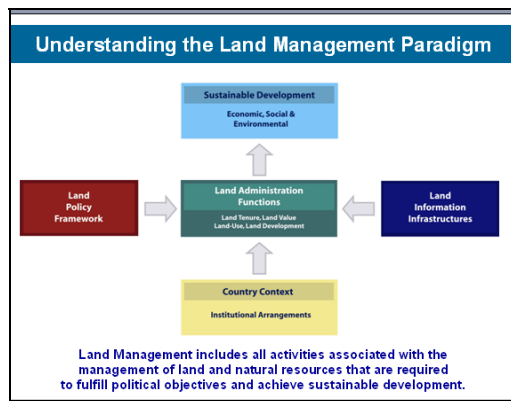 Understanding the Land Management Paradigm
Sustainable Development
Economic, Social &
Environmental
Land
Policy
Framework
Land Administration
Functions
Land Tenure, Land Value
Land-Use, Land Development
Land
Information
Infrastructures
Country Context
Institutional Arrangements
Land Management includes all activities associated with the
management of land and natural resources that are required
to fulfill political objectives and achieve sustainable development.